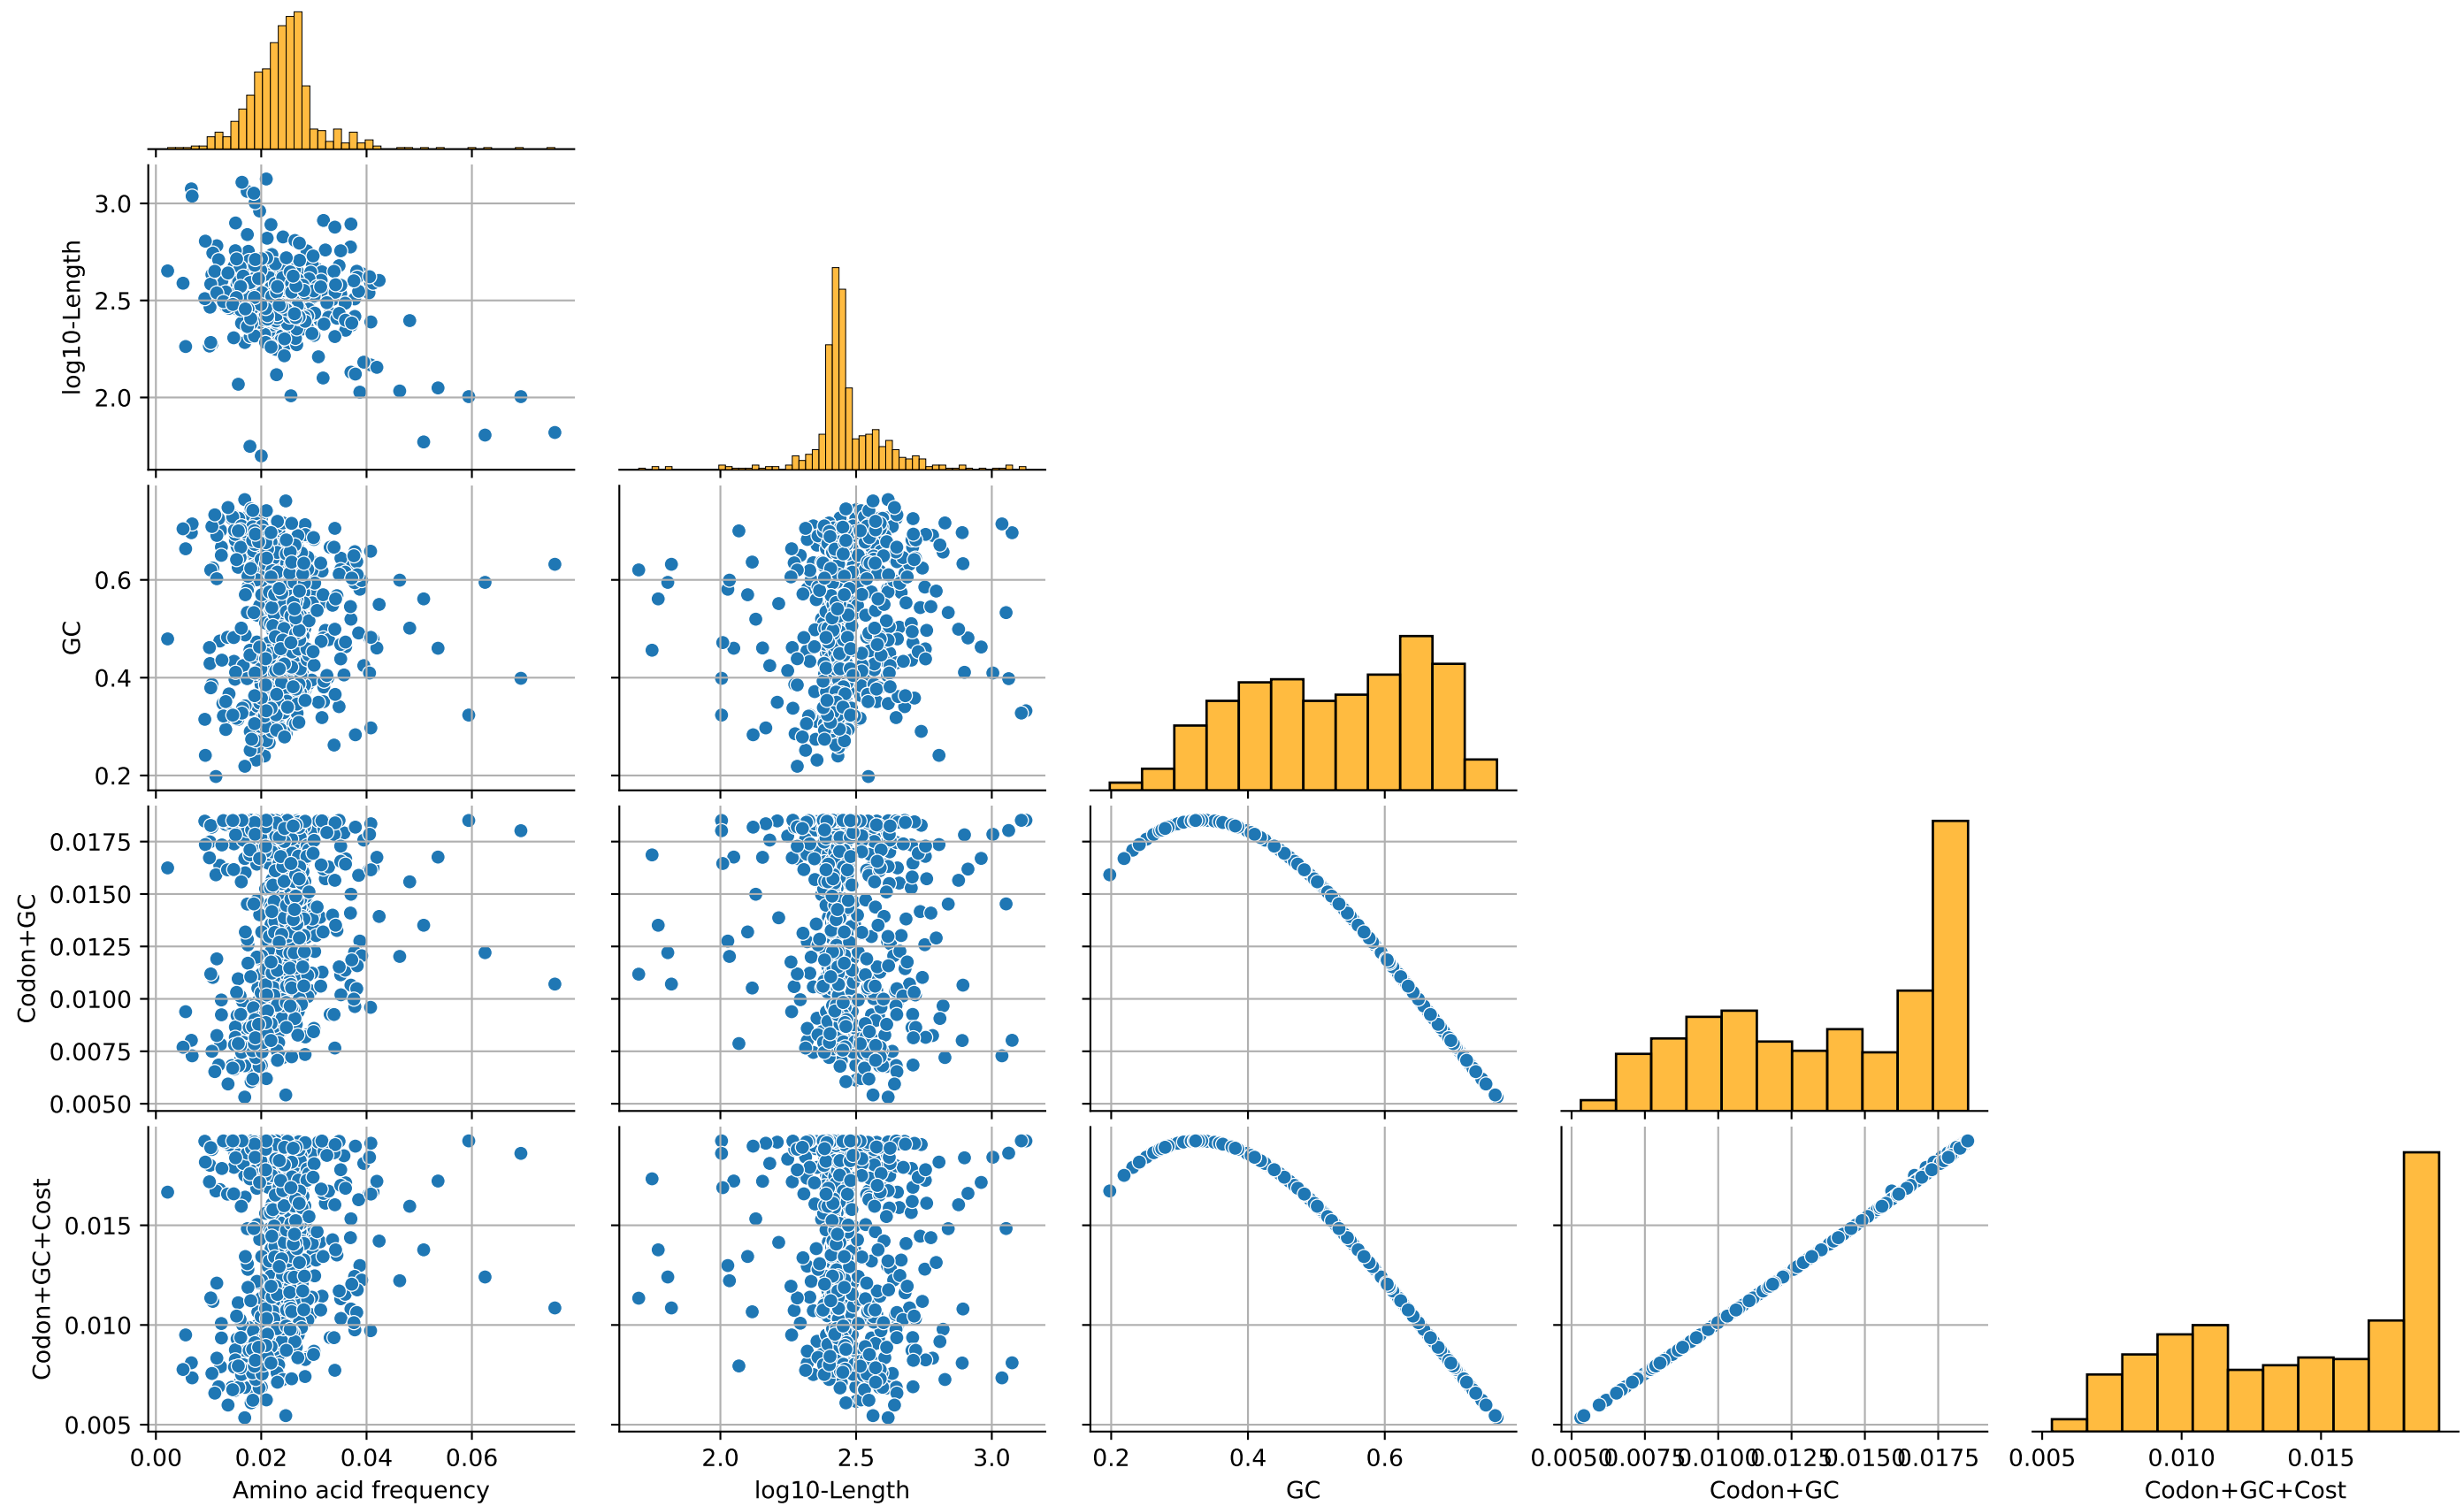 log10-Length
3.0
2.5
2.0
GC
0.6
0.4
0.2
Codon+GC
0.0175
0.0150
0.0125
0.0100
0.0075
0.0050
Codon+GC+Cost
0.015
0.010
0.005
0.00 0.02 0.04 0.06
Amino acid frequency
2.0 2.5 3.0
log10-Length
0.2 0.4 0.6
GC
0.0050 0.0075 0.0100 0.0125 0.0150 0.0175
Codon+GC
0.005 0.010 0.015
Codon+GC+Cost